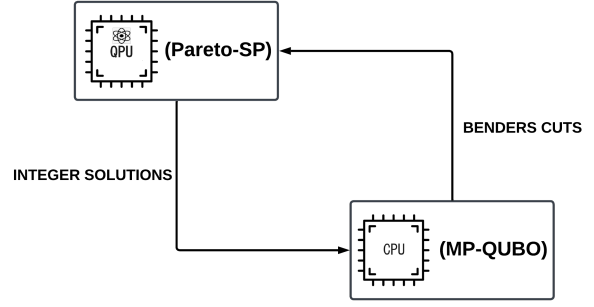 QPU
(Pareto-SP)
BENDERS CUTS
INTEGER SOLUTIONS
CPU
(MP-QUBO)